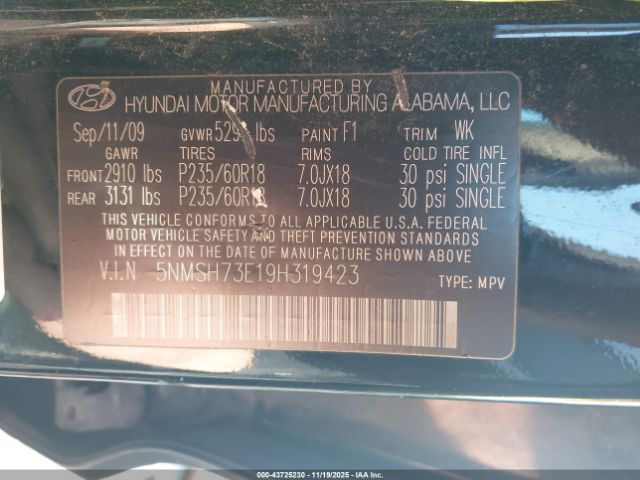 MANUFACTURED BY
HYUNDAI MOTOR MANUFACTURING ALABAMA, LLC
Sep/11/09 GVWR lbs PAINT F1 TRIM WK
GAWR TIRES RIMS COLD TIRE INFL
FRONT 2910 lbs P235/60R18 7.0JX18 30 psi SINGLE
REAR 3131 lbs 7.0JX18 30 psi SINGLE
THIS VEHICLE CONFORMS TO ALL APPLICABLE U.S.A. FEDERAL
MOTOR VEHICLE SAFETY AND THEFT PREVENTION STANDARDS
IN EFFECT ON THE DATE OF MANUFACTURE SHOWN ABOVE.
V.I.N 5NMSH73E19H319423 TYPE: MPV
© IAA 43725230 - 11/19/2025 - © IAA HOLDINGS, LLC